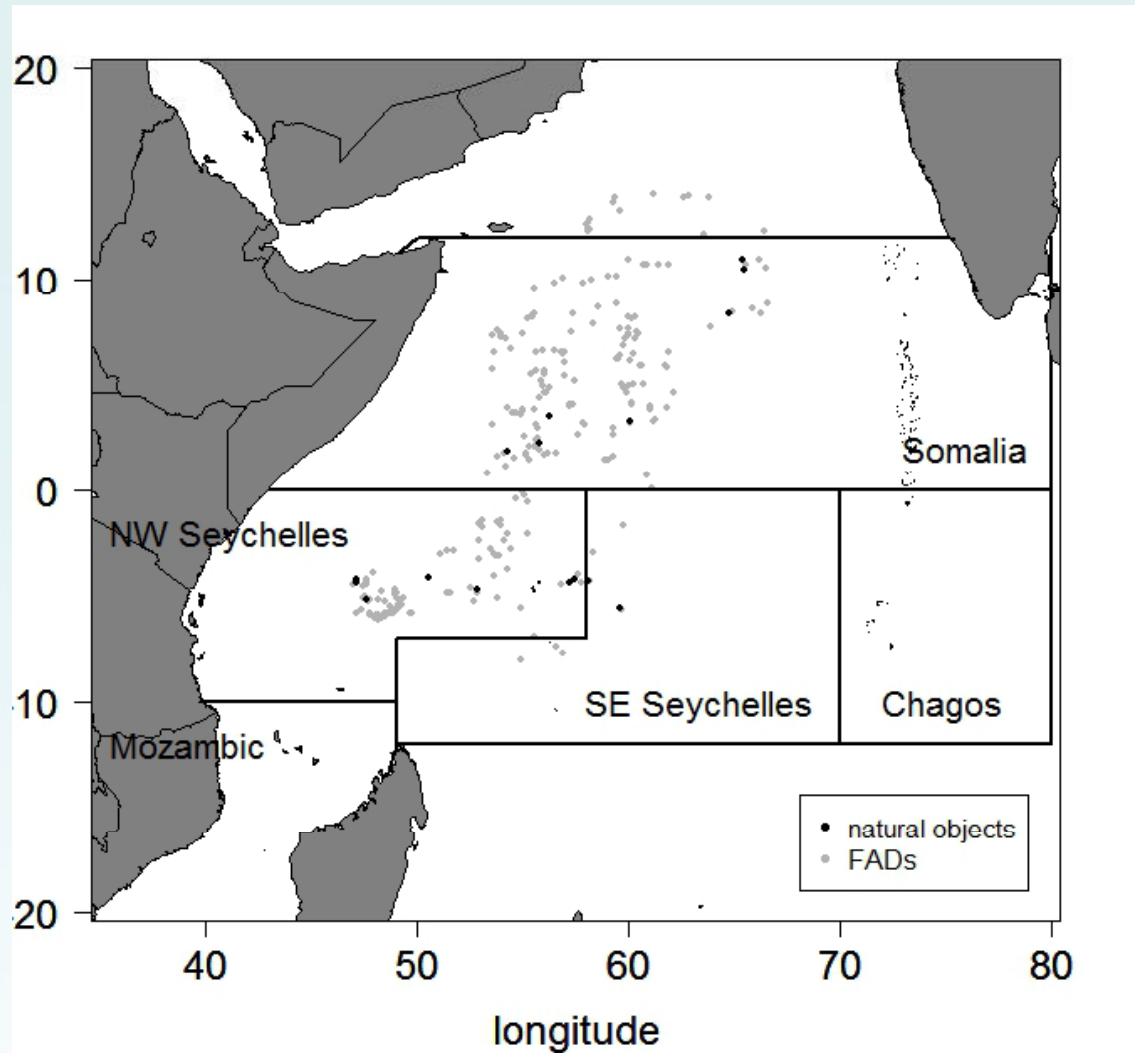 20
10
0
-10
-20
Somalia
NW Seychelles
SE Seychelles
Chagos
Mozambic
natural objects
FADs
40
50
60
70
80
longitude